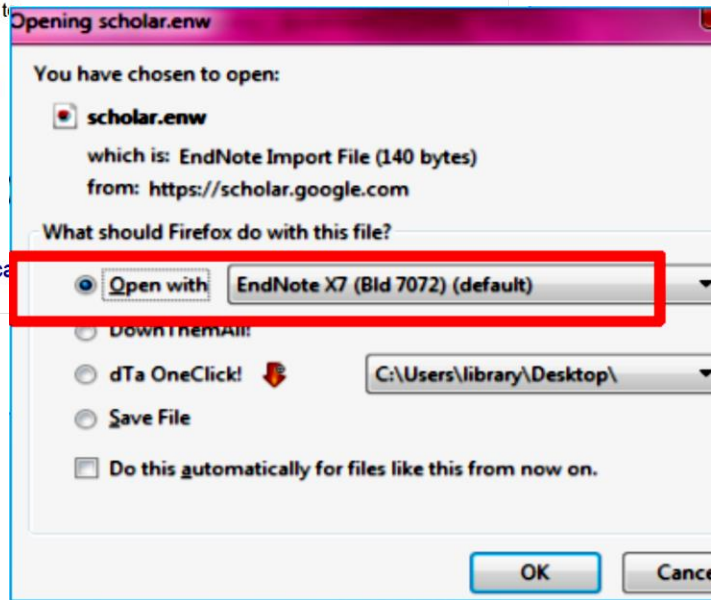 Opening scholar.enw
You have chosen to open:
scholar.enw
which is: EndNote Import File (140 bytes)
from: https://scholar.google.com
What should Firefox do with this file?
Open with EndNote X7 (Bld 7072) (default)
DownThemAll!
dTa OneClick! C:\Users\library\Desktop\
Save File
Do this automatically for files like this from now on.
OK Cance